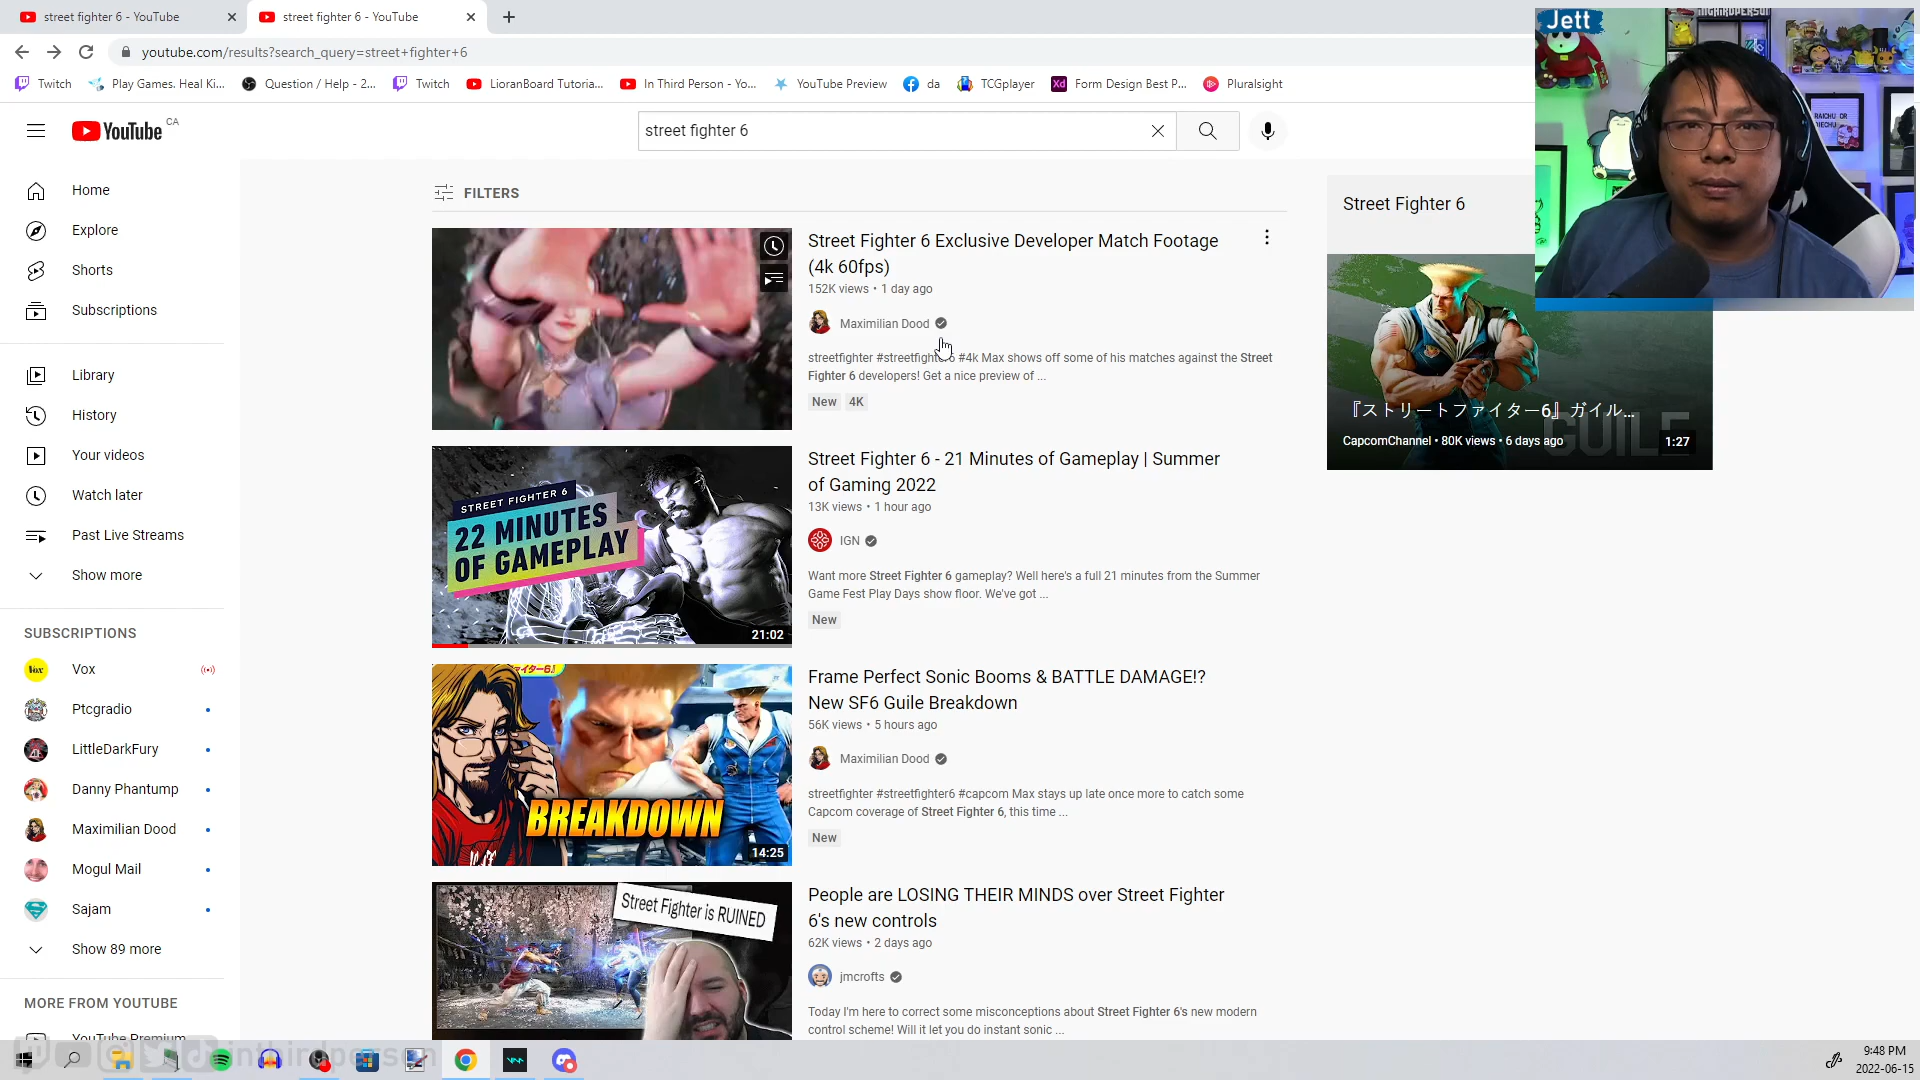 street fighter 6 - YouTube
street fighter 6 - YouTube
youtube.com/results?search_query=street+fighter+6
Twitch
Play Games. Heal Ki...
Question / Help - 2...
Twitch
LioranBoard Tutoria...
In Third Person - Yo...
YouTube Preview
da
TCGplayer
Xd
Form Design Best P...
Pluralsight
Jett
RAICHU OR
YouTube CA
street fighter 6
Home
Explore
Shorts
Subscriptions
Library
History
Your videos
Watch later
Past Live Streams
Show more
SUBSCRIPTIONS
Vox
Ptcgradio
LittleDarkFury
Danny Phantump
Maximilian Dood
Mogul Mail
Sajam
Show 89 more
MORE FROM YOUTUBE
YouTube Premium
FILTERS
Street Fighter 6 Exclusive Developer Match Footage
(4k 60fps)
152K views • 1 day ago
Maximilian Dood
streetfighter #streetfighter6 #4k Max shows off some of his matches against the Street
Fighter 6 developers! Get a nice preview of ...
New 4K
STREET FIGHTER 6
22 MINUTES
OF GAMEPLAY
21:02
Street Fighter 6 - 21 Minutes of Gameplay | Summer
of Gaming 2022
13K views • 1 hour ago
IGN
Want more Street Fighter 6 gameplay? Well here's a full 21 minutes from the Summer
Game Fest Play Days show floor. We've got ...
New
BREAKDOWN
14:25
Frame Perfect Sonic Booms & BATTLE DAMAGE!?
New SF6 Guile Breakdown
56K views • 5 hours ago
Maximilian Dood
streetfighter #streetfighter6 #capcom Max stays up late once more to catch some
Capcom coverage of Street Fighter 6, this time ...
New
Street Fighter is RUINED
People are LOSING THEIR MINDS over Street Fighter
6's new controls
62K views • 2 days ago
jmcrofts
Today I'm here to correct some misconceptions about Street Fighter 6's new modern
control scheme! Will it let you do instant sonic ...
Street Fighter 6
『ストリートファイター6』ガイル...
GUILE
CapcomChannel • 80K views • 6 days ago
1:27
inthirdperson
9:48 PM
2022-06-15